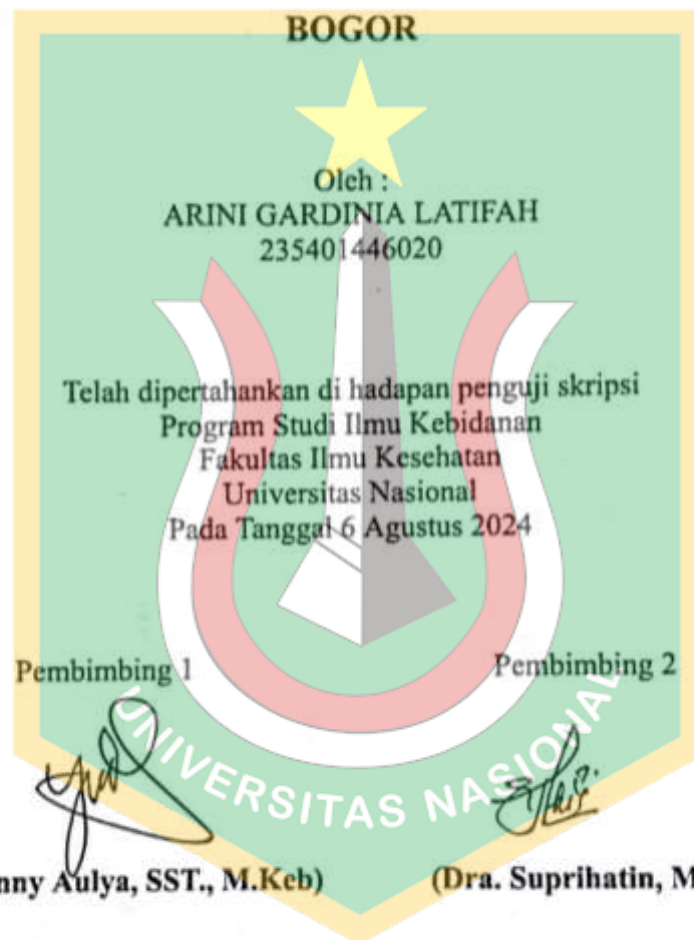 BOGOR
Oleh :
ARINI GARDINIA LATIFAH
235401446020
Telah dipertahankan di hadapan penguji skripsi
Program Studi Ilmu Kebidanan
Fakultas Ilmu Kesehatan
Universitas Nasional
Pada Tanggal 6 Agustus 2024
Pembimbing 1 Pembimbing 2
UNIVERSITAS NASIONAL
nny Aulya, SST., M.Keb) (Dra. Suprihatin, M